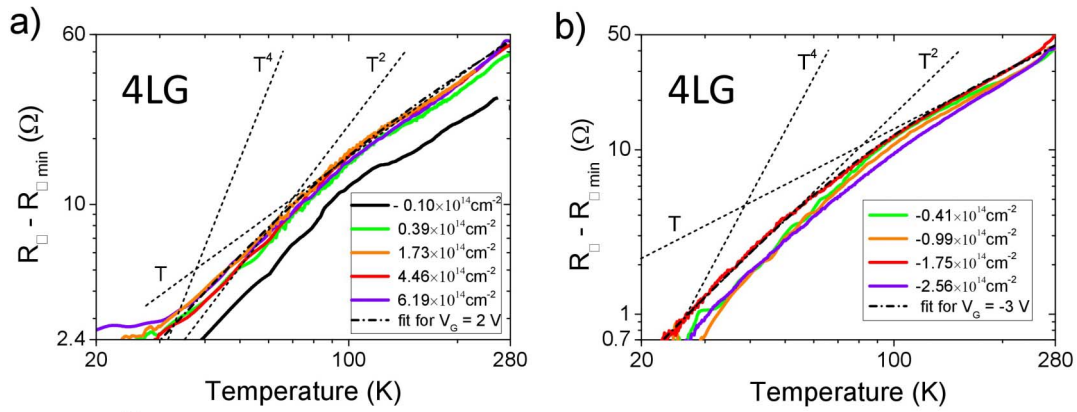 a)
60
T⁴
T²
4LG
R□ - R□ min (Ω)
10
- 0.10×10¹⁴cm⁻²
0.39×10¹⁴cm⁻²
1.73×10¹⁴cm⁻²
4.46×10¹⁴cm⁻²
6.19×10¹⁴cm⁻²
fit for V_G = 2 V
T
2.4
20
100
280
Temperature (K)
b)
50
T⁴
T²
4LG
R□ - R□ min (Ω)
10
T
-0.41×10¹⁴cm⁻²
-0.99×10¹⁴cm⁻²
-1.75×10¹⁴cm⁻²
-2.56×10¹⁴cm⁻²
fit for V_G = -3 V
1
0.7
20
100
280
Temperature (K)